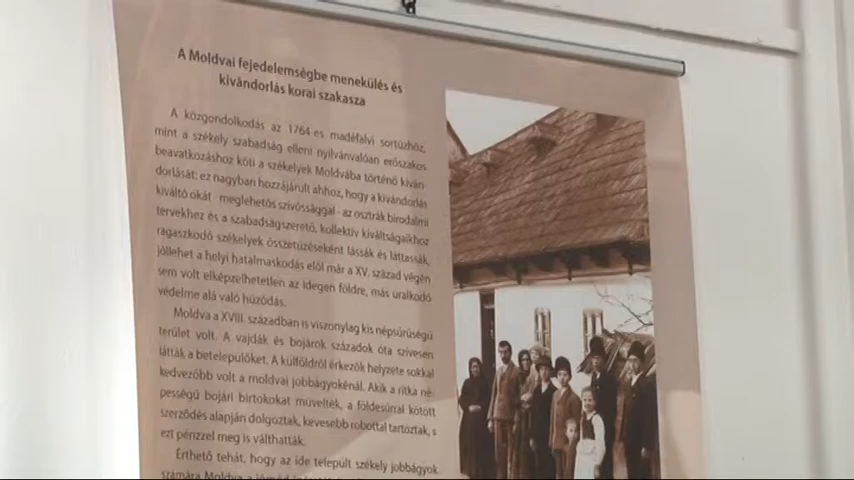 A Moldvai fejedelemségbe menekülés és
kivándorlás korai szakasza
A közgondolkodás az 1764-es madéfalvi sortűzhöz,
mint a székely szabadság elleni nyilvánvalóan erőszakos
beavatkozáshoz köti a székelyek Moldvába történő kiván-
dorlását; ez nagyban hozzájárult ahhoz, hogy a kivándorlás
kiváltó okát - meglehetős szívóssággal - az osztrák birodalmi
tervekhez és a szabadságszerető, kollektív kiváltságaikhoz
ragaszkodó székelyek összetűzéseként lássák és láttassák,
jóllehet a helyi hatalmaskodás elől már a XV. század végén
sem volt elképzelhetetlen az idegen földre, más uralkodó
védelme alá való húzódás.
Moldva a XVIII. században is viszonylag kis népsűrűségű
terület volt. A vajdák és bojárok századok óta szívesen
látták a betelepülőket. A külföldről érkezők helyzete sokkal
kedvezőbb volt a moldvai jobbágyokénál. Akik a ritka né-
pességű bojári birtokokat művelték, a földesúrral kötött
szerződés alapján dolgoztak, kevesebb robottal tartoztak, s
ezt pénzzel meg is válthatták.
Érthető tehát, hogy az ide települt székely jobbágyok
számára Moldva a